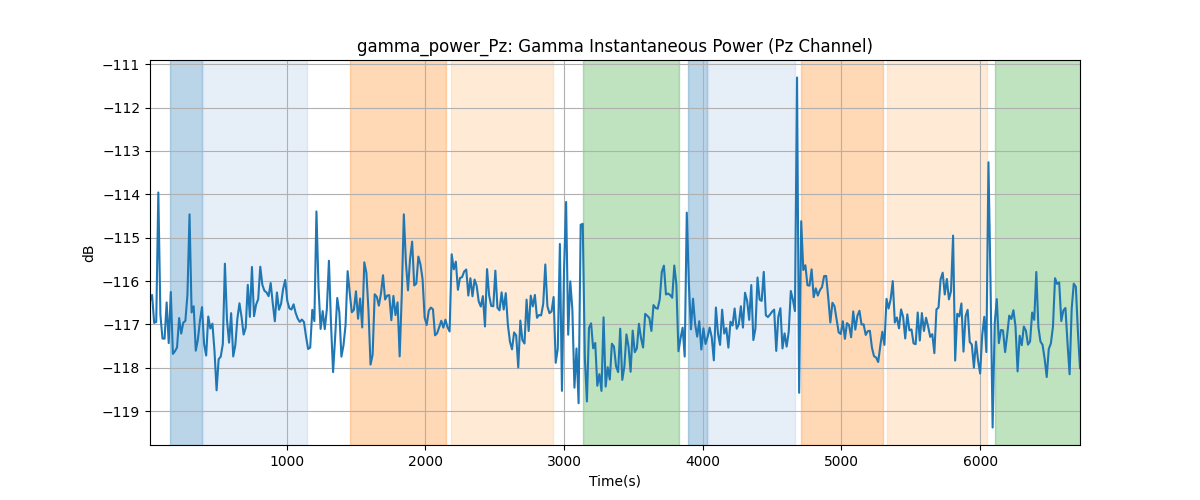 gamma_power_Pz: Gamma Instantaneous Power (Pz Channel)
−111
−112
−113
−114
−115
−116
−117
−118
−119
dB
1000 2000 3000 4000 5000 6000
Time(s)